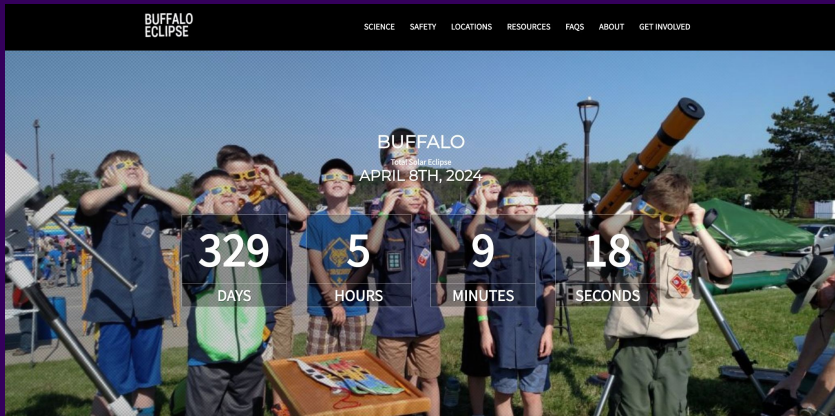 BUFFALO
ECLIPSE
SCIENCE SAFETY LOCATIONS RESOURCES FAQS ABOUT GET INVOLVED
BUFFALO
Total Solar Eclipse
APRIL 8TH, 2024
329 5 9 18
DAYS HOURS MINUTES SECONDS